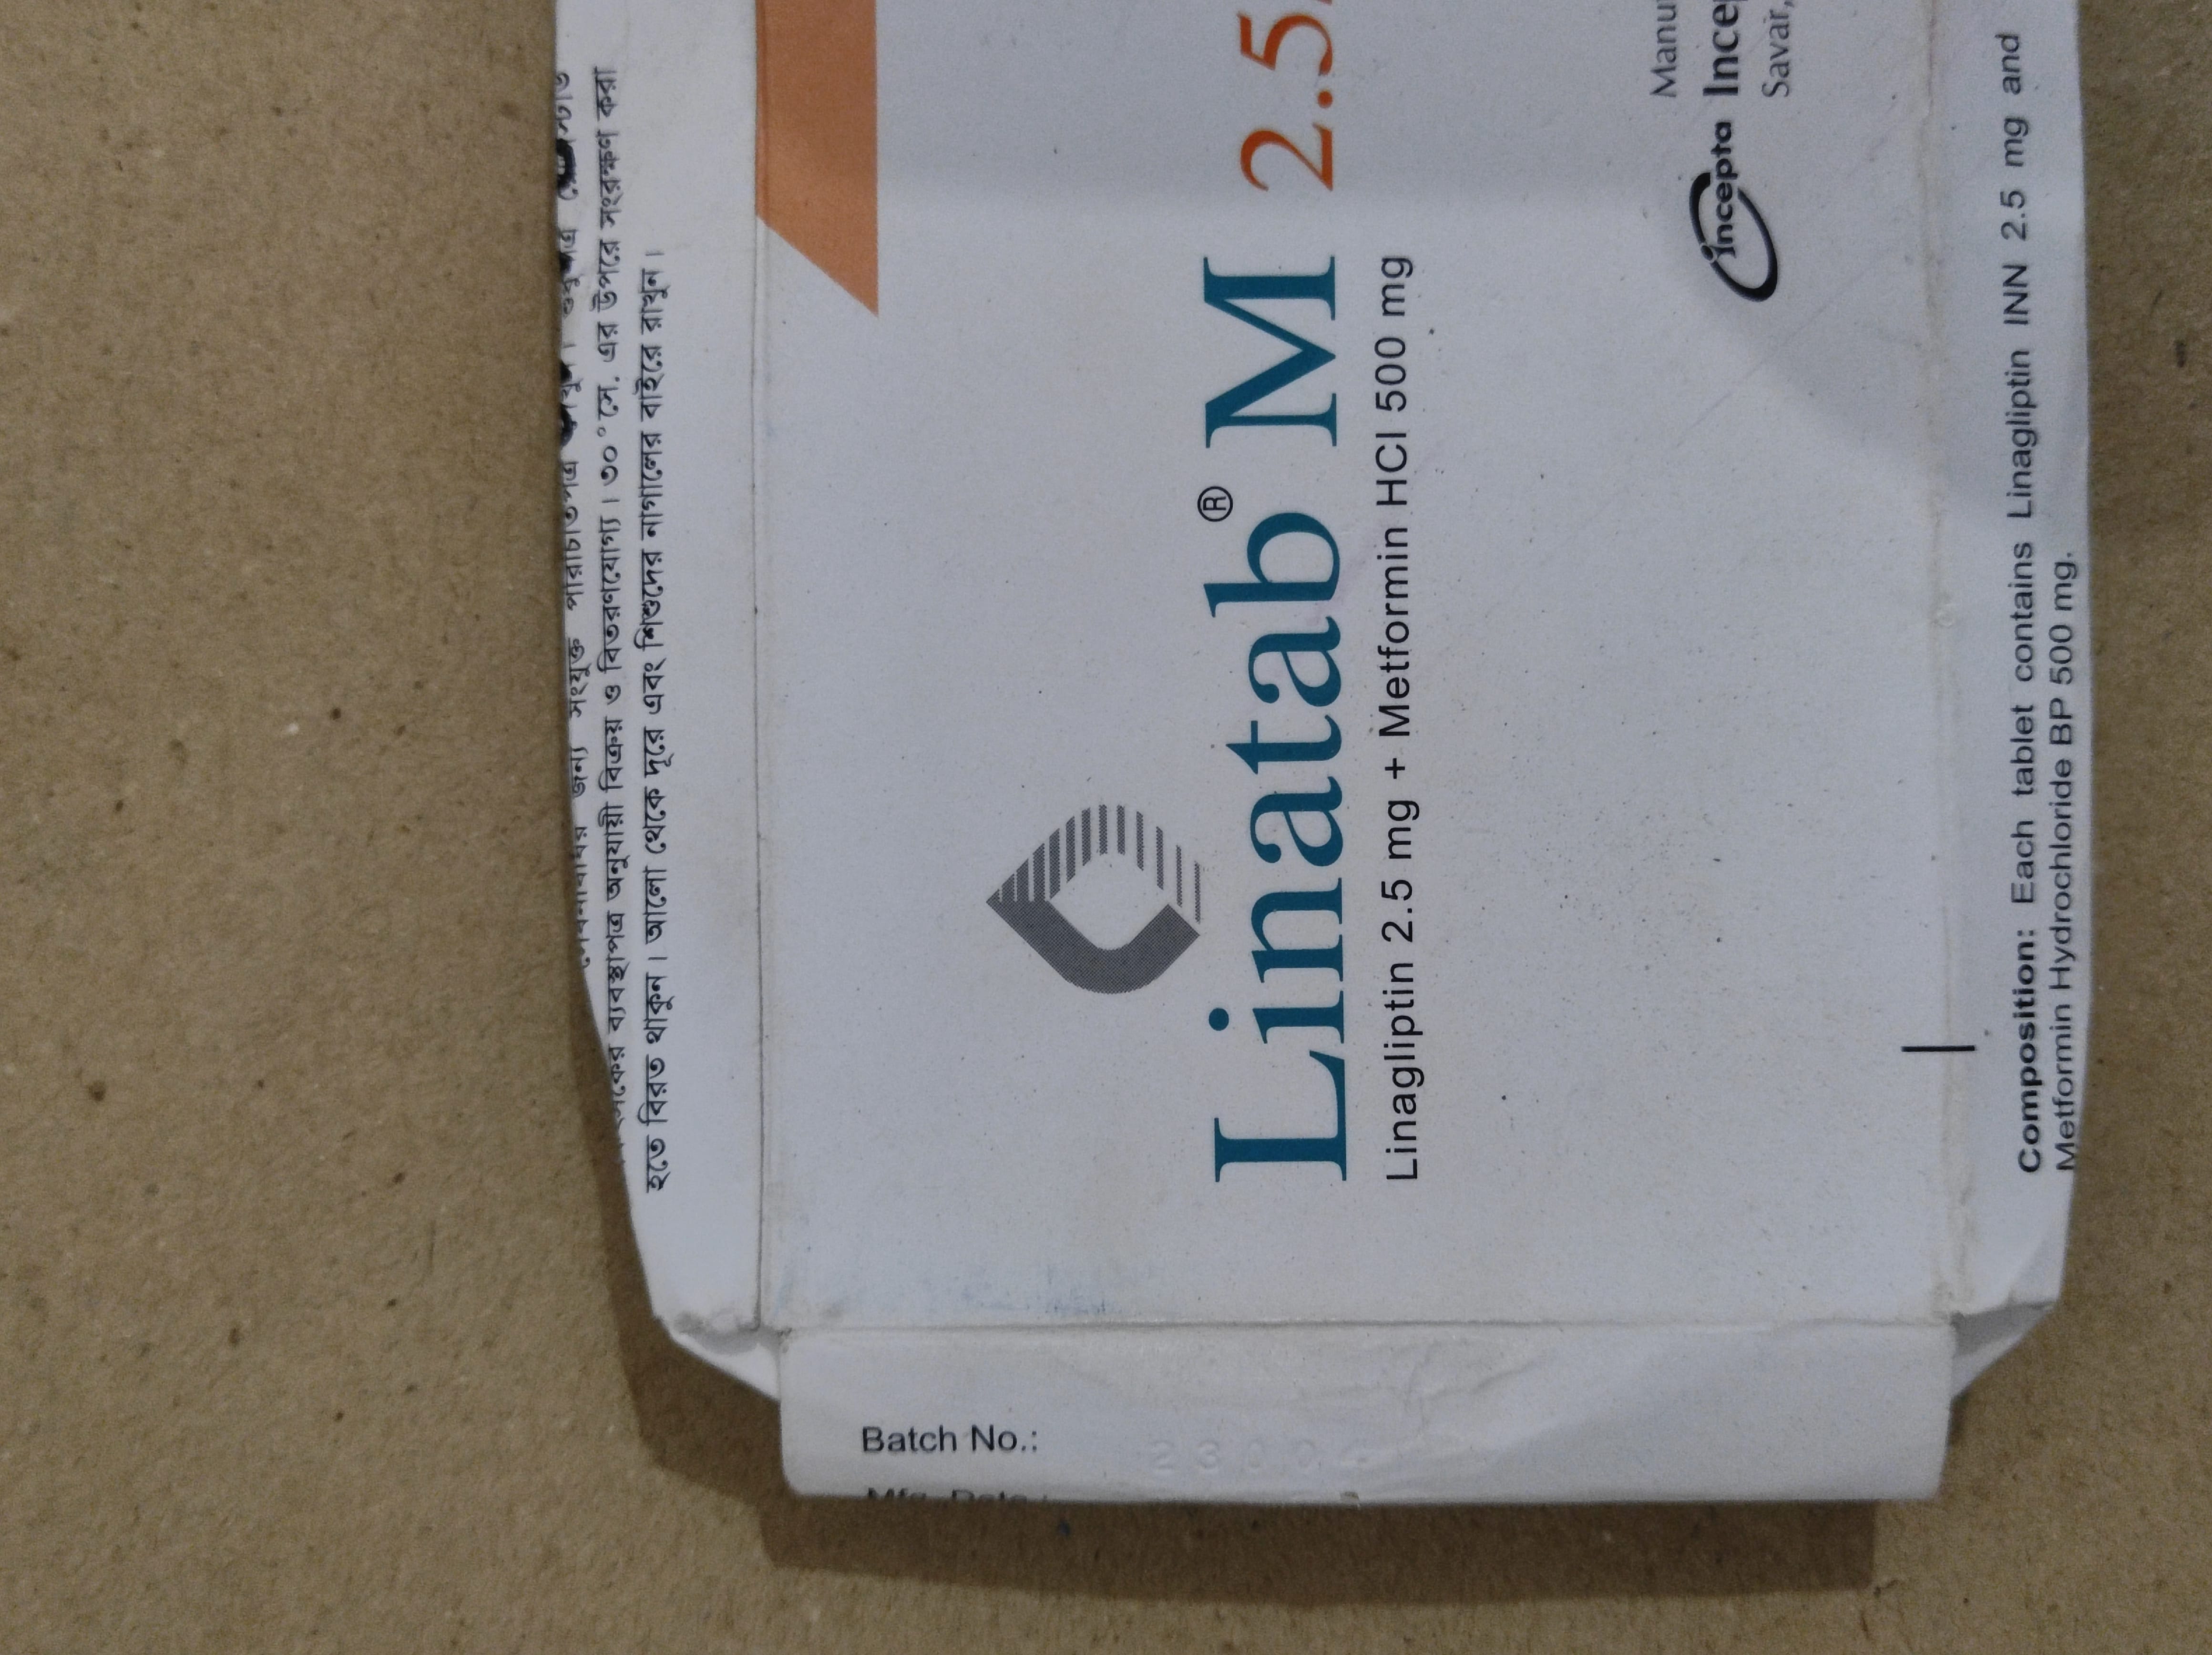 জন্য সংযুক্ত পরিচিতিপত্র
ব্যবস্থাপত্র অনুযায়ী বিক্রয় ও বিতরণযোগ্য। ৩০° সে. এর উপরে সংরক্ষণ করা
হতে বিরত থাকুন। আলো থেকে দূরে এবং শিশুদের নাগালের বাইরে রাখুন।
Batch No.:
Linatab® M 2.5
Linagliptin 2.5 mg + Metformin HCl 500 mg
Manu
incepta Ince
Savar,
Composition: Each tablet contains Linagliptin INN 2.5 mg and
Metformin Hydrochloride BP 500 mg.